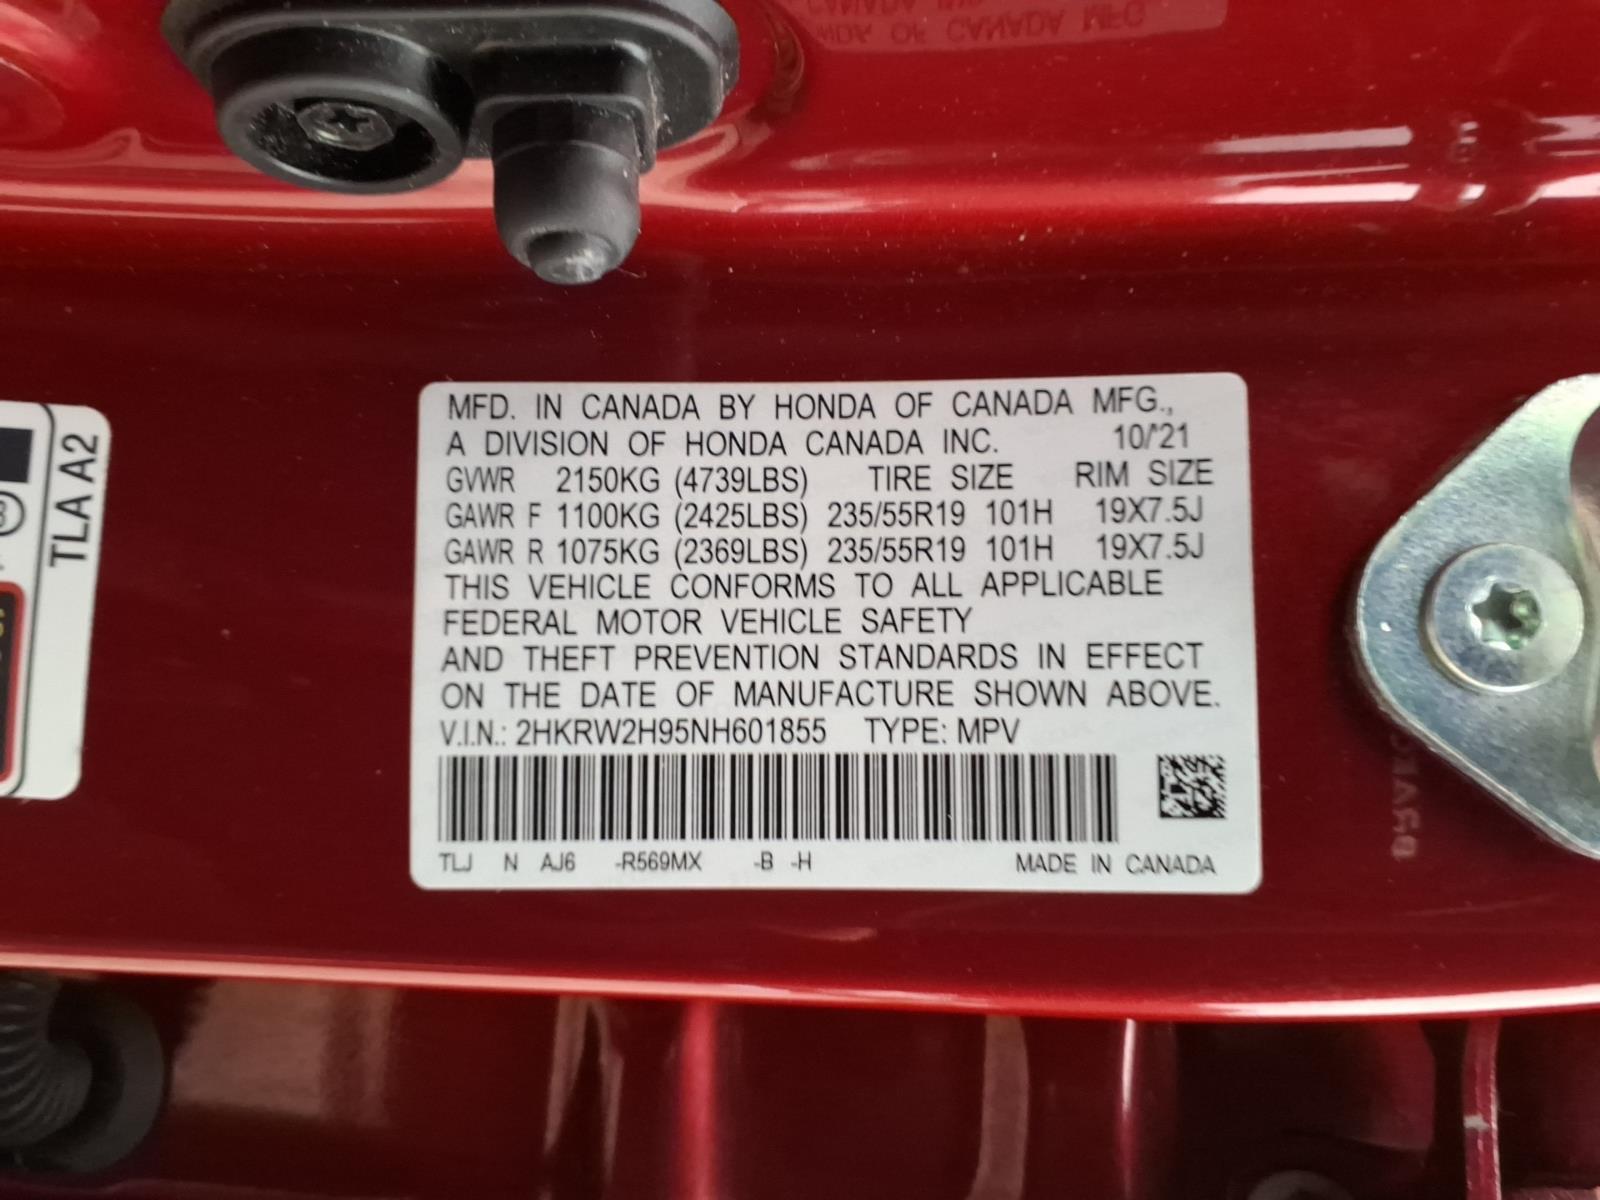 MFD. IN CANADA BY HONDA OF CANADA MFG.,
A DIVISION OF HONDA CANADA INC. 10/'21
GVWR 2150KG (4739LBS) TIRE SIZE RIM SIZE
GAWR F 1100KG (2425LBS) 235/55R19 101H 19X7.5J
GAWR R 1075KG (2369LBS) 235/55R19 101H 19X7.5J
THIS VEHICLE CONFORMS TO ALL APPLICABLE
FEDERAL MOTOR VEHICLE SAFETY
AND THEFT PREVENTION STANDARDS IN EFFECT
ON THE DATE OF MANUFACTURE SHOWN ABOVE.
V.I.N.: 2HKRW2H95NH601855 TYPE: MPV
TLJ N AJ6 -R569MX -B -H MADE IN CANADA
TLA A2